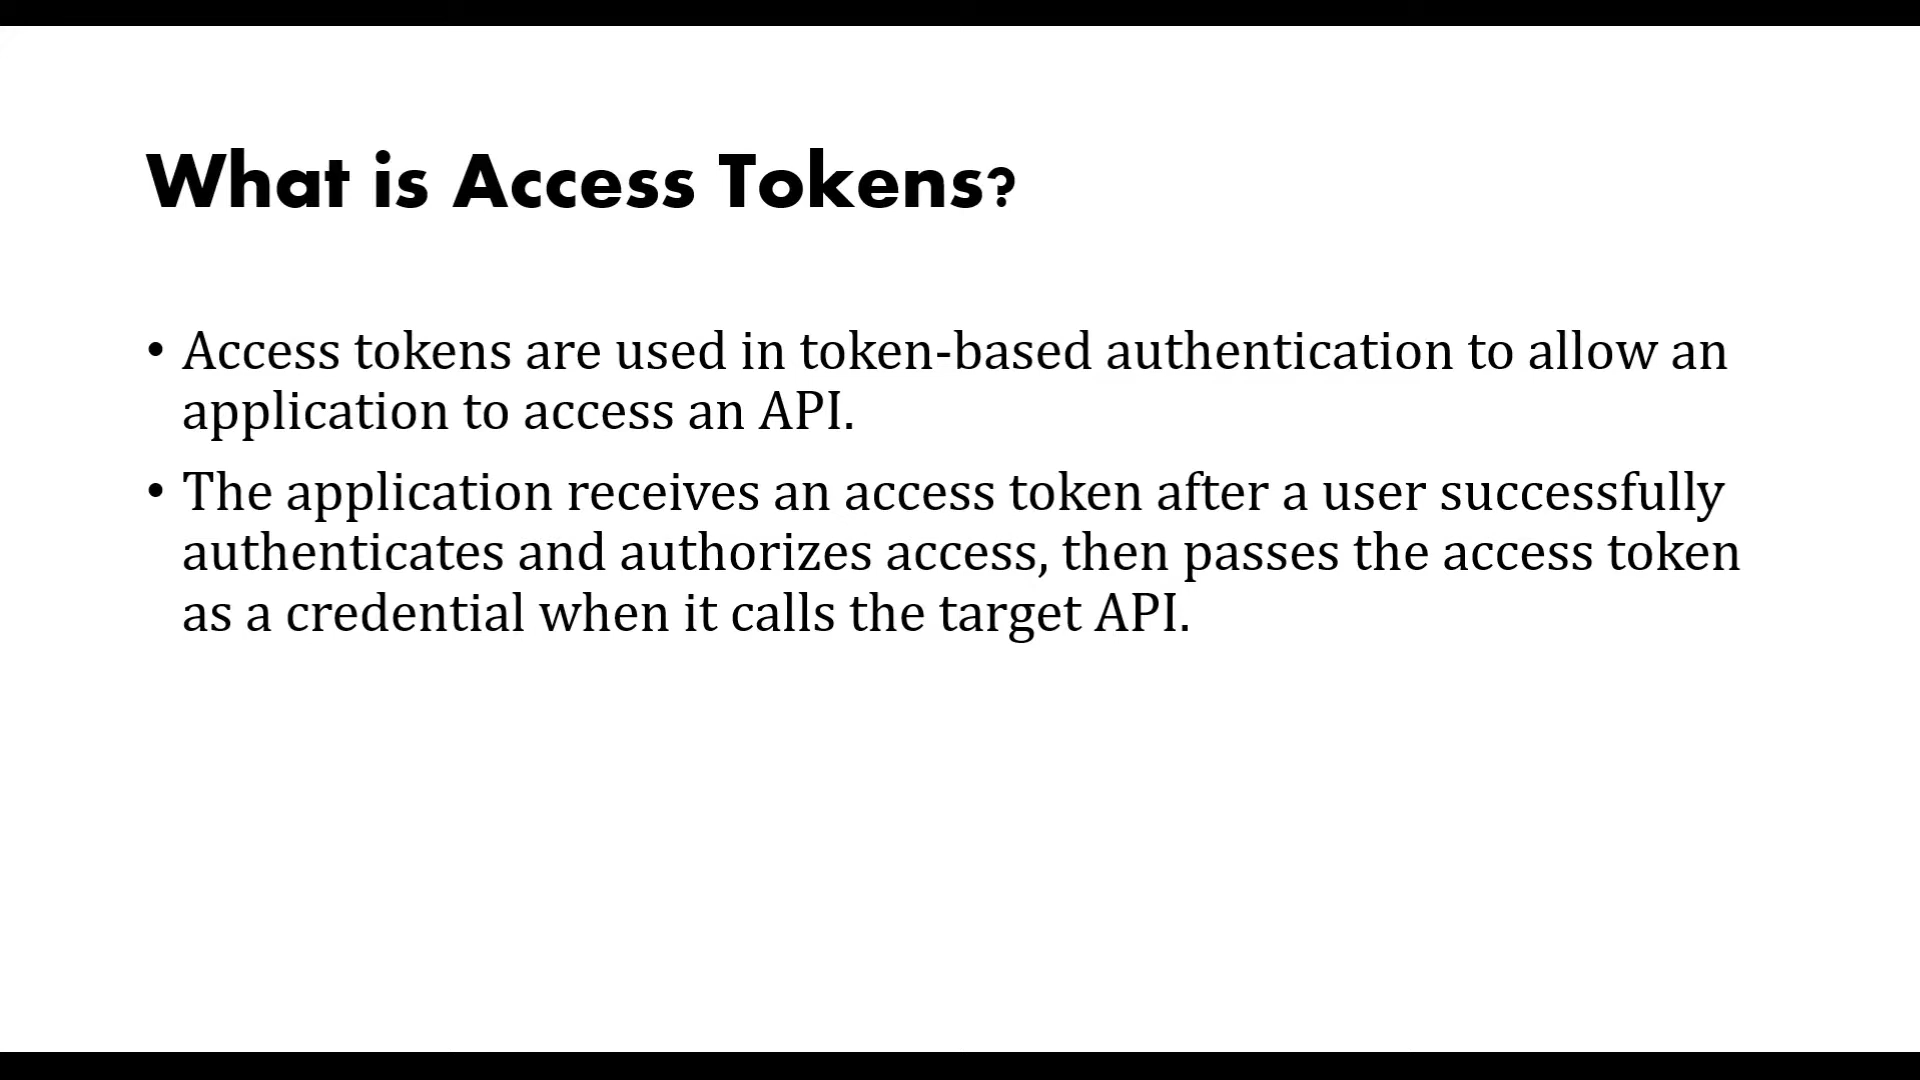 What is Access Tokens?
• Access tokens are used in token-based authentication to allow an
application to access an API.
• The application receives an access token after a user successfully
authenticates and authorizes access, then passes the access token
as a credential when it calls the target API.